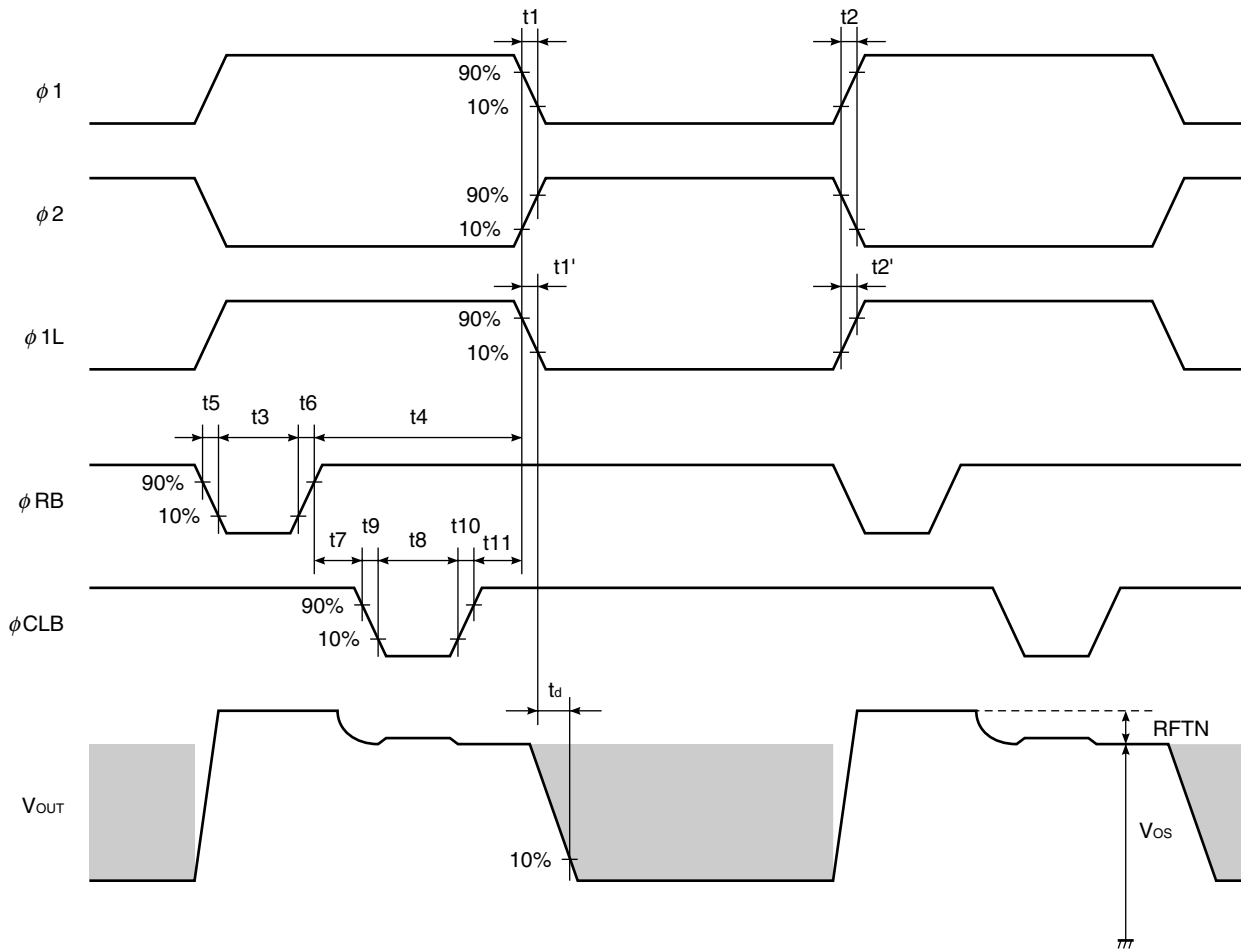 t1 t2
90%
φ1
10%
90%
φ2
10%
t1' t2'
90%
φ1L
10%
t5 t3 t6 t4
90%
φRB
10%
t7 t9 t8 t10 t11
90%
φCLB
10%
td
RFTN
VOUT
VOS
10%